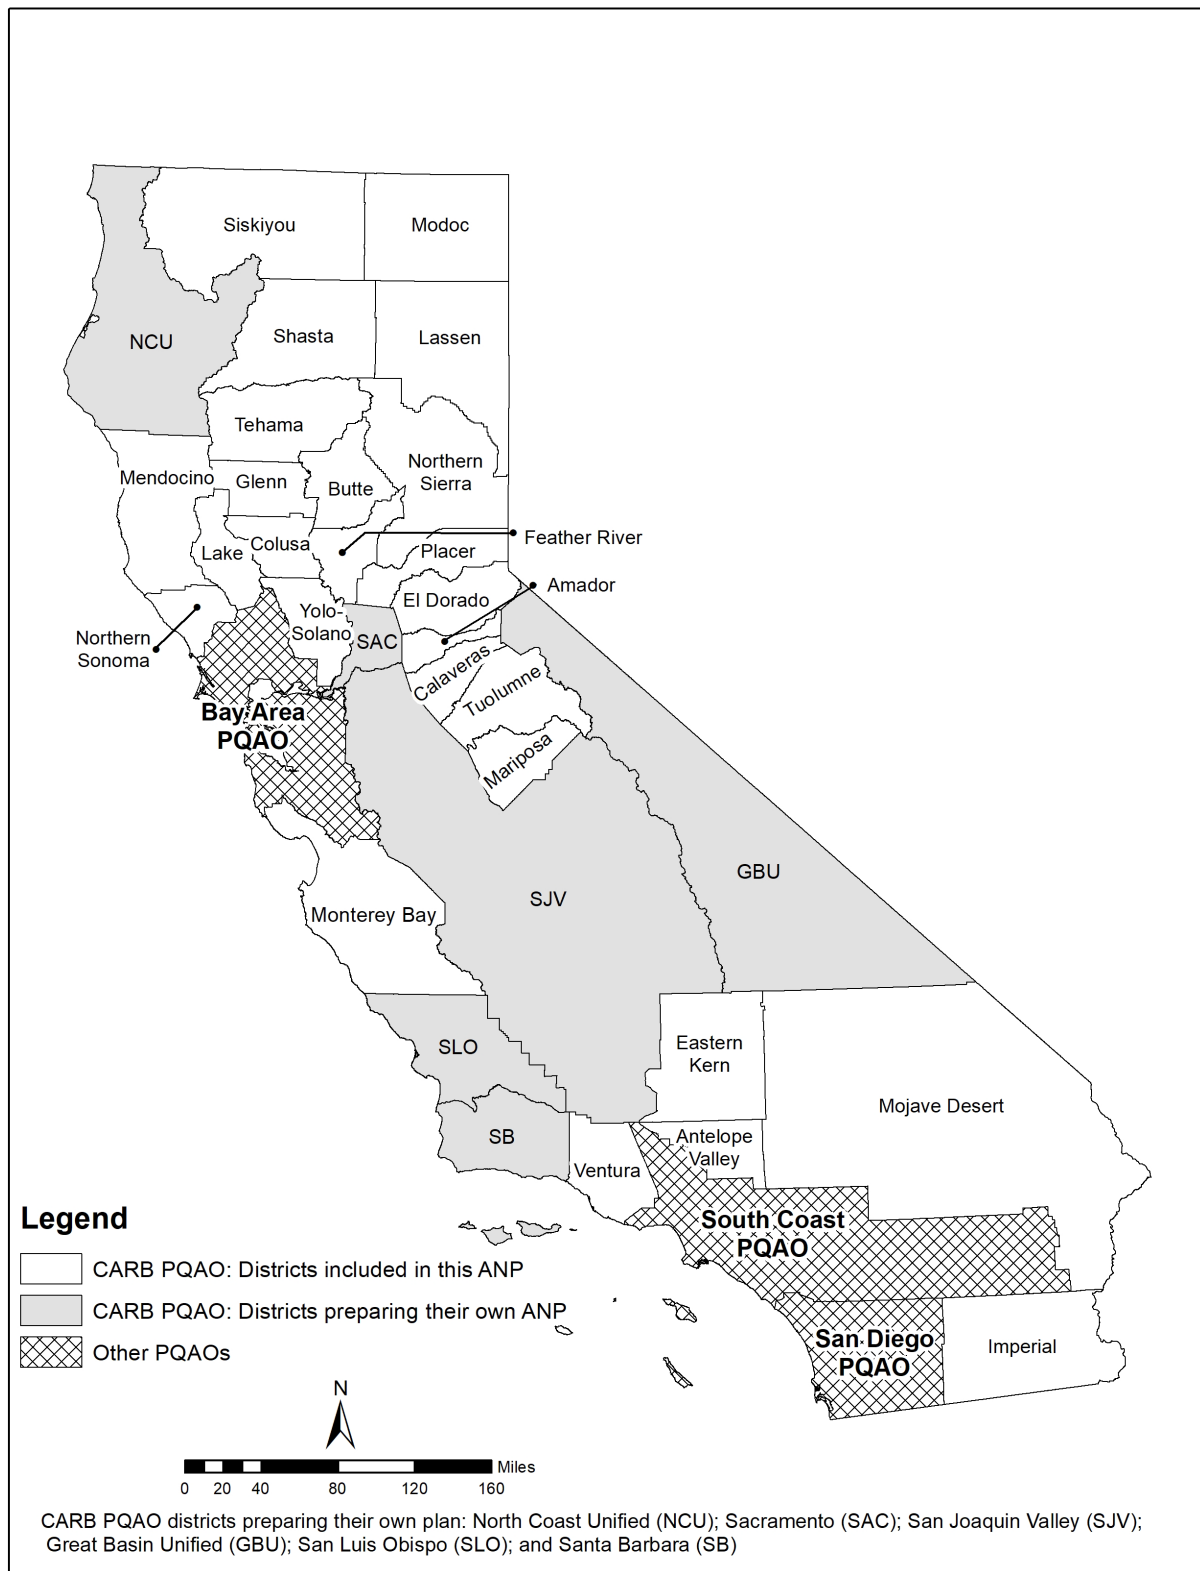 Siskiyou
Modoc
NCU
Shasta
Lassen
Tehama
Mendocino
Glenn
Butte
Northern
Sierra
Lake
Colusa
Feather River
Placer
Amador
El Dorado
Yolo-
Solano
SAC
Northern
Sonoma
Calaveras
Tuolumne
Mariposa
Bay Area
PQAO
GBU
SJV
Monterey Bay
Eastern
Kern
SLO
Mojave Desert
SB
Antelope
Valley
Ventura
South Coast
PQAO
San Diego
PQAO
Imperial
Legend
CARB PQAO: Districts included in this ANP
CARB PQAO: Districts preparing their own ANP
Other PQAOs
N
Miles
0 20 40 80 120 160
CARB PQAO districts preparing their own plan: North Coast Unified (NCU); Sacramento (SAC); San Joaquin Valley (SJV);
Great Basin Unified (GBU); San Luis Obispo (SLO); and Santa Barbara (SB)